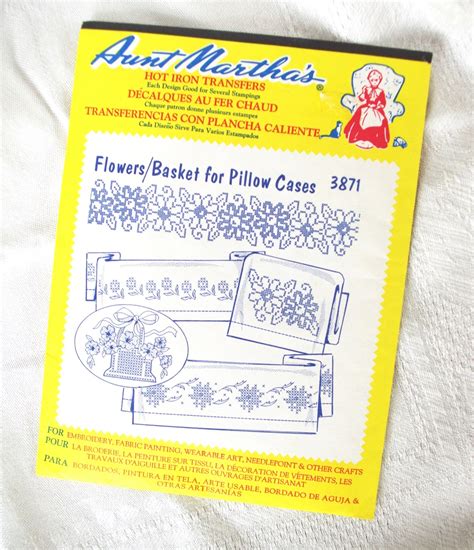 Aunt Martha's®
HOT IRON TRANSFERS
Each Design Good for Several Stampings
DÉCALQUES AU FER CHAUD
Chaque patron donne plusieurs estampes
TRANSFERENCIAS CON PLANCHA CALIENTE
Cada Diseño Sirve Para Varios Estampados
Flowers/Basket for Pillow Cases 3871
FOR EMBROIDERY, FABRIC PAINTING, WEARABLE ART, NEEDLEPOINT & OTHER CRAFTS
POUR LA BRODERIE, LA PEINTURE SUR TISSU, LA DÉCORATION DE VÊTEMENTS, LES
TRAVAUX D'AIGUILLE ET AUTRES OUVRAGES D'ARTISANAT
PARA BORDADOS, PINTURA EN TELA, ARTE USABLE, BORDADO DE AGUJA &
OTRAS ARTESANÍAS